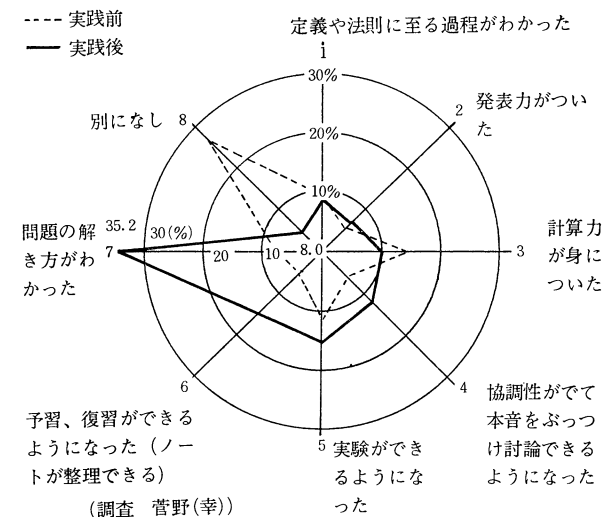 実践前
実践後
定義や法則に至る過程がわかった
1
30%
20%
10%
2
発表力がつい
た
3
計算力
が身に
ついた
4
協調性がでて
本音をぶっつ
け討論できる
ようになった
5
実験ができ
るようにな
った
6
予習、復習ができる
ようになった（ノー
トが整理できる）
7
問題の解
き方がわ
かった
35.2
30(%)
20
10
8.0
別になし
8
（調査　菅野(幸)）